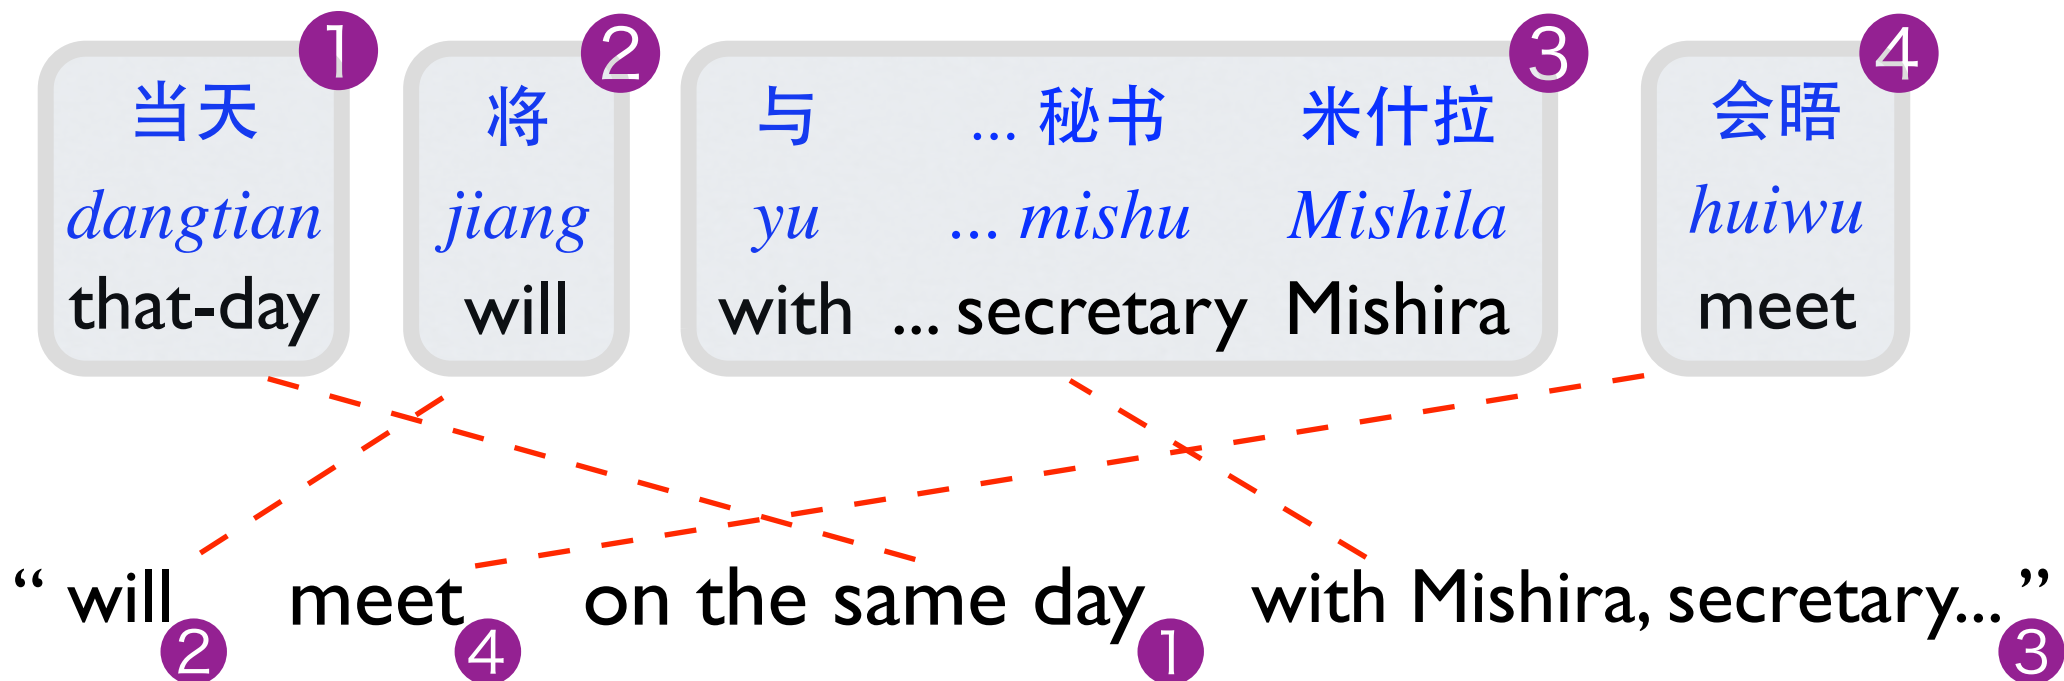 ① ② ③ ④
当天 将 与 ... 秘书 米什拉 会晤
dangtian jiang yu ... mishu Mishila huiwu
that-day will with ... secretary Mishira meet
“ will meet on the same day with Mishira, secretary... ”
② ④ ① ③